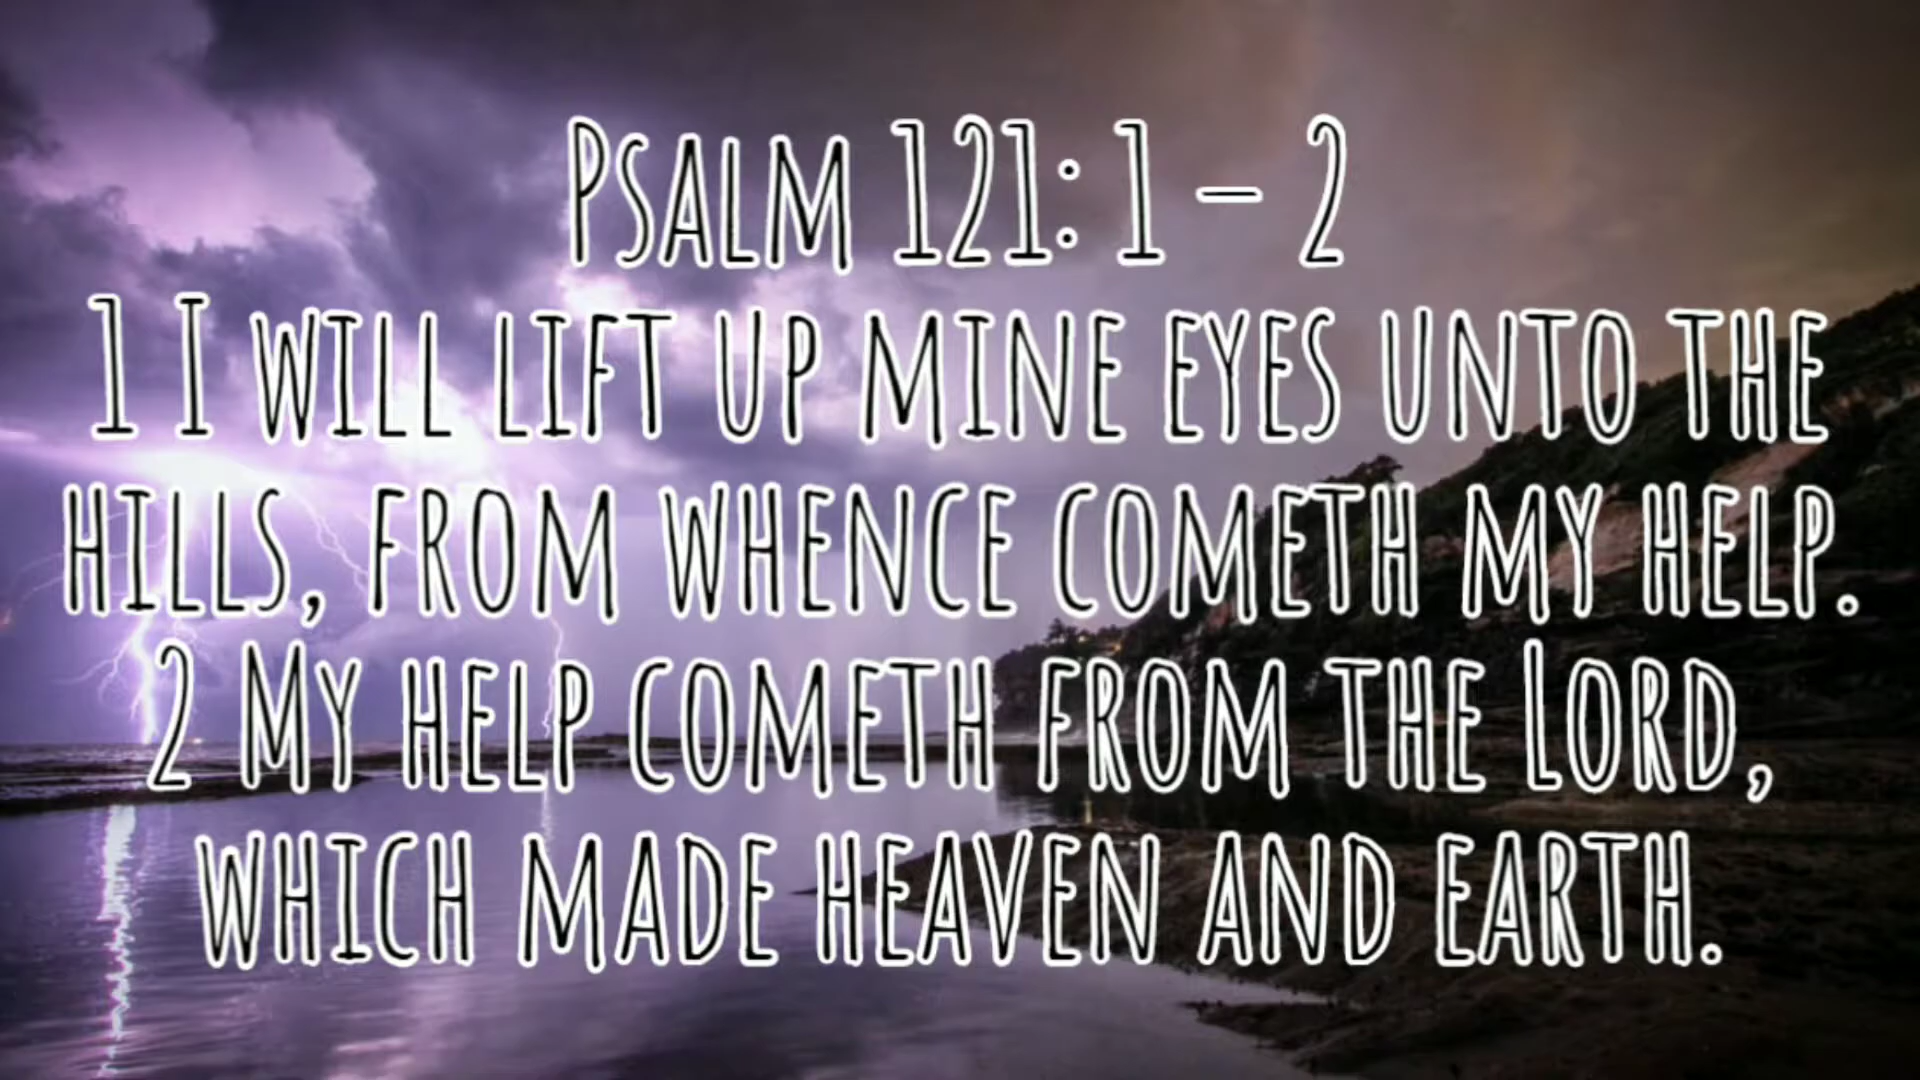 Psalm 121: 1 – 2
1 I will lift up mine eyes unto the
hills, from whence cometh my help.
2 My help cometh from the Lord,
which made heaven and earth.